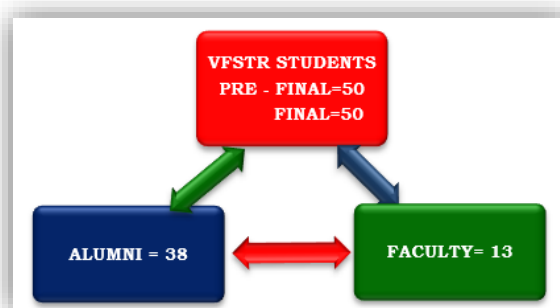 VFSTR STUDENTS
PRE - FINAL=50
FINAL=50
ALUMNI = 38
FACULTY= 13